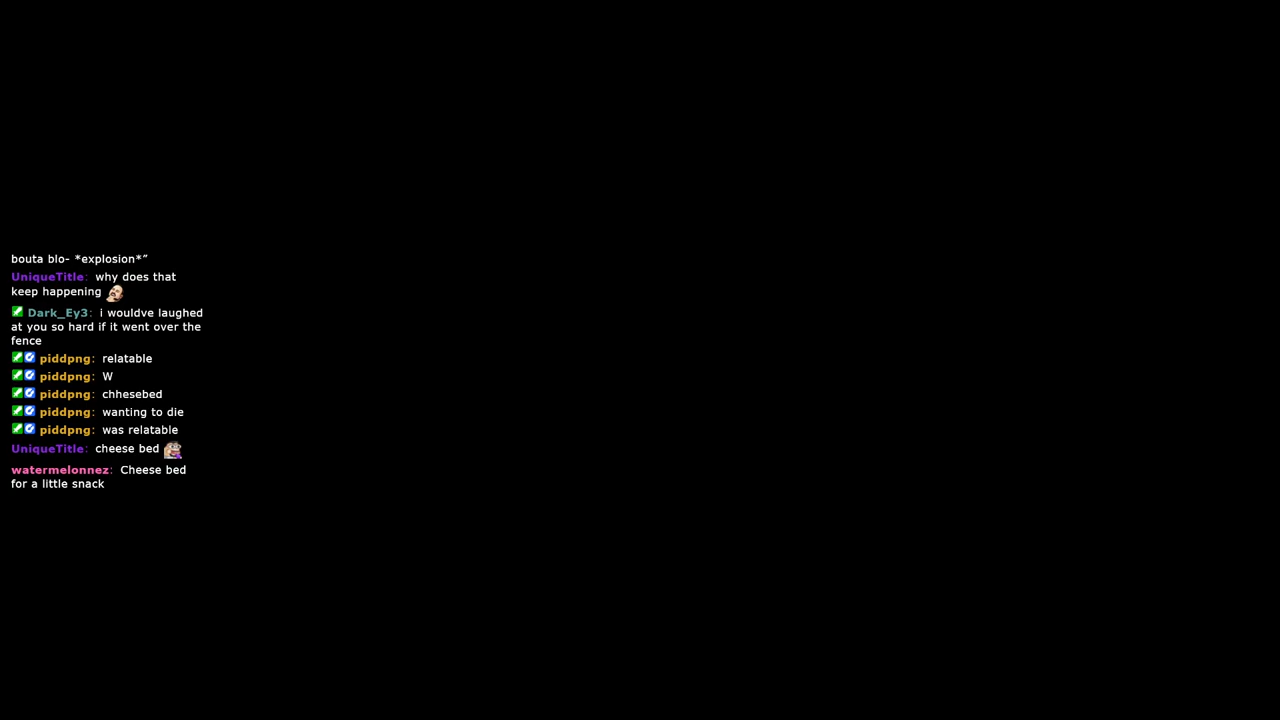 bouta blo- *explosion*”
UniqueTitle: why does that
keep happening
Dark_Ey3: i wouldve laughed
at you so hard if it went over the
fence
piddpng: relatable
piddpng: W
piddpng: chhesebed
piddpng: wanting to die
piddpng: was relatable
UniqueTitle: cheese bed
watermelonnez: Cheese bed
for a little snack